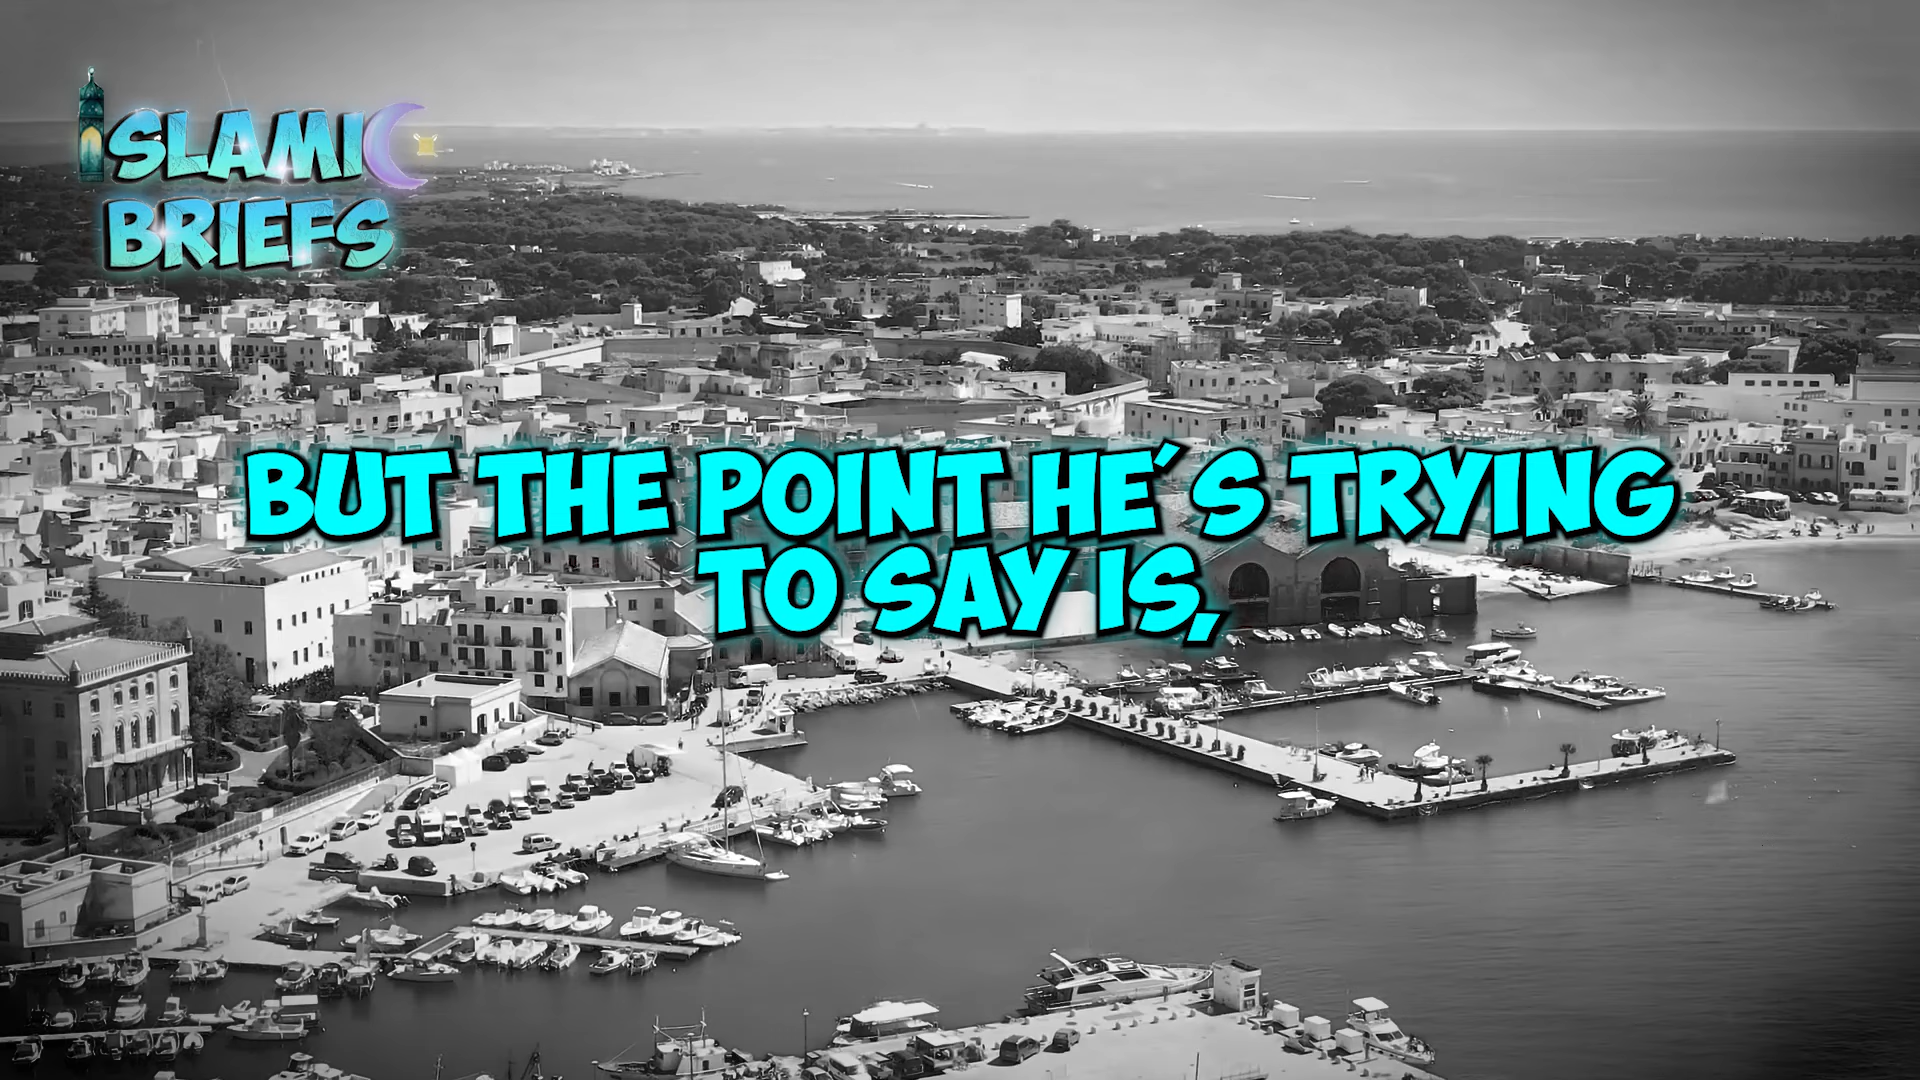 ISLAMIC
BRIEFS
BUT THE POINT HE'S TRYING
TO SAY IS,